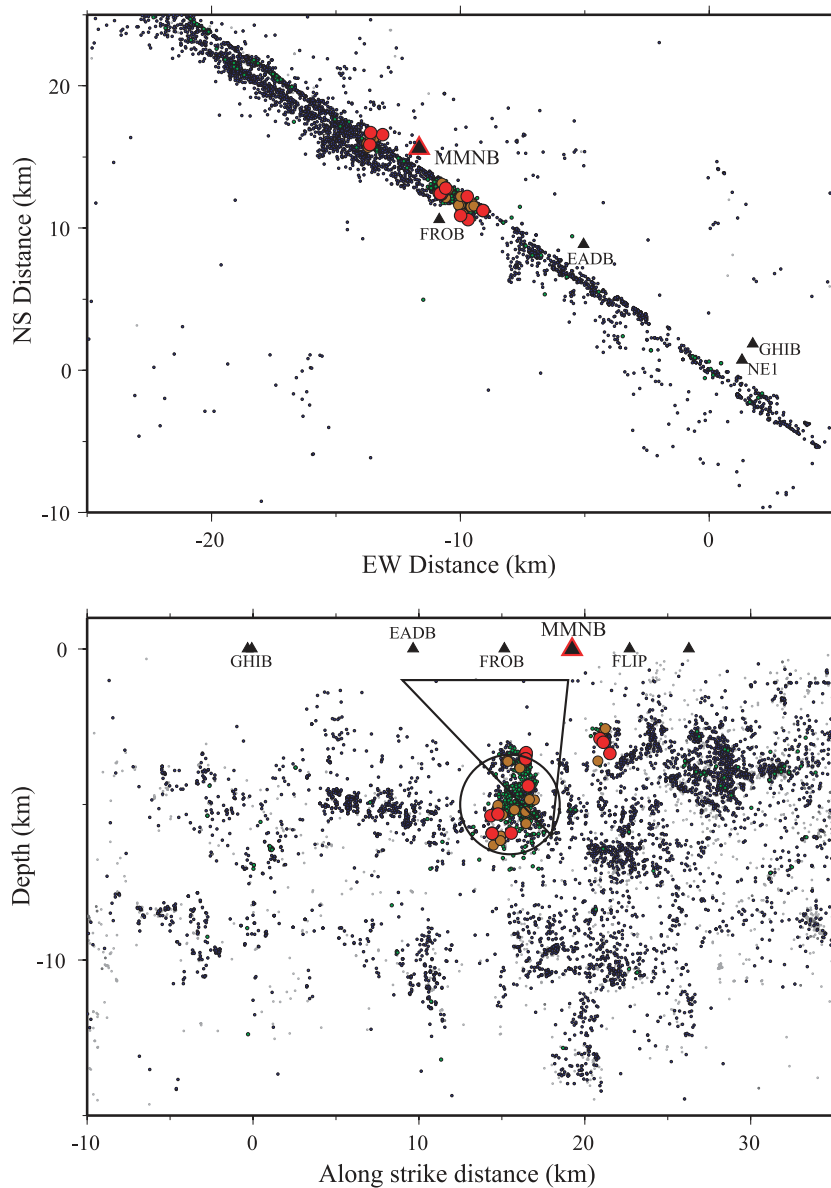 20
10
0
-10
NS Distance (km)
MMNB
FROB
EADB
GHIB
NE1
-20
-10
0
EW Distance (km)
0
-10
Depth (km)
GHIB
EADB
FROB
MMNB
FLIP
-10
0
10
20
30
Along strike distance (km)